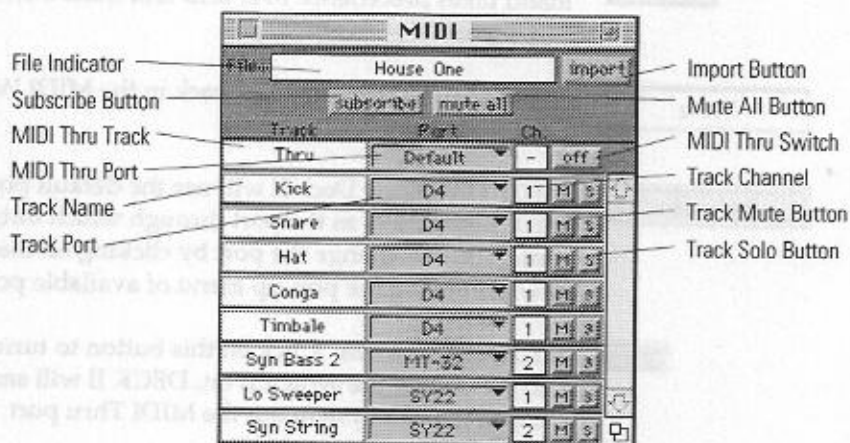 MIDI
File Indicator
Subscribe Button
MIDI Thru Track
MIDI Thru Port
Track Name
Track Port
File: House One import
subscribe mute all
Track Port Ch.
Thru Default - off
Kick D4 1 M S
Snare D4 1 M S
Hat D4 1 M S
Conga D4 1 M S
Timbale D4 1 M S
Syn Bass 2 MT-32 2 M S
Lo Sweeper SY22 1 M S
Syn String SY22 2 M S
Import Button
Mute All Button
MIDI Thru Switch
Track Channel
Track Mute Button
Track Solo Button